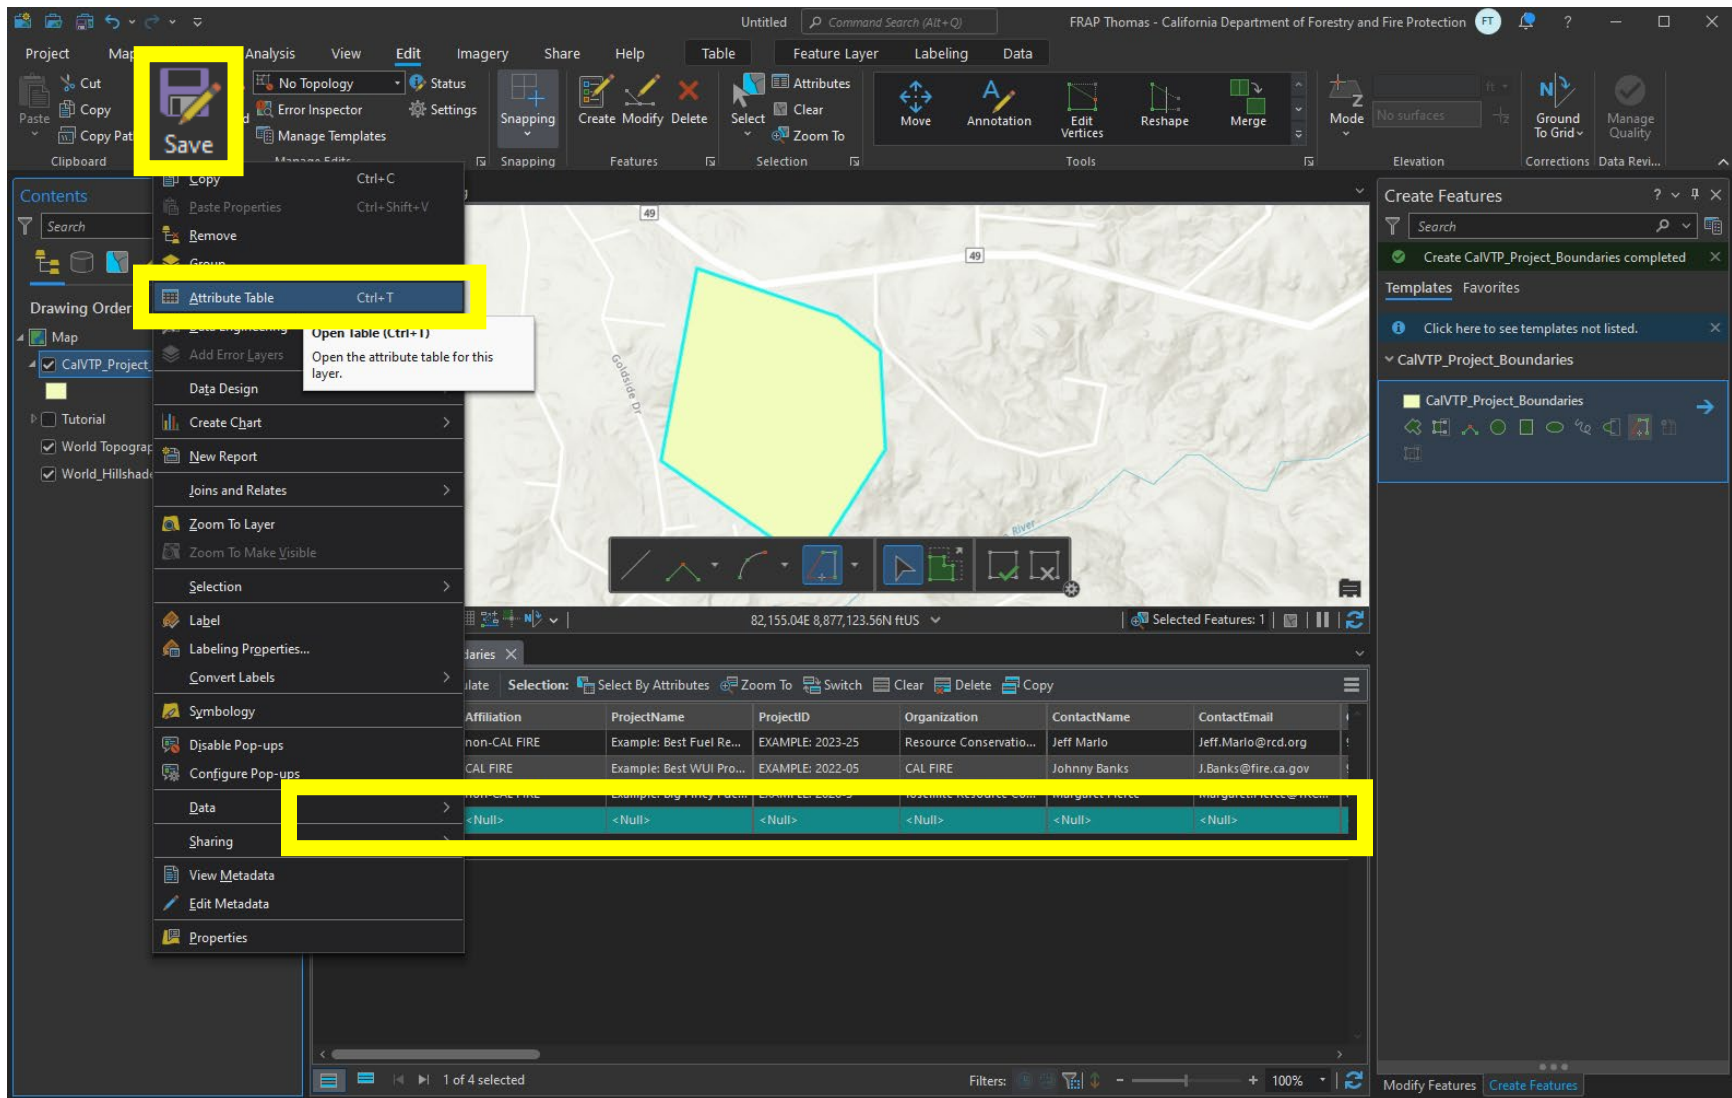 Untitled
Command Search (Alt+Q)
FRAP Thomas - California Department of Forestry and Fire Protection
FT
?
Project
Map
Analysis
View
Edit
Imagery
Share
Help
Table
Feature Layer
Labeling
Data
Cut
Copy
Copy Pat
Paste
Clipboard
Save
No Topology
Error Inspector
Manage Templates
Status
Settings
Manage Edits
Snapping
Snapping
Create
Modify
Delete
Features
Select
Attributes
Clear
Zoom To
Selection
Move
Annotation
Edit
Vertices
Reshape
Merge
Tools
Mode
ft
No surfaces
Elevation
Ground
To Grid
Corrections
Manage
Quality
Data Revi...
Contents
Search
Drawing Order
Map
CalVTP_Project_
Tutorial
World Topograp
World_Hillshade
Copy Ctrl+C
Paste Properties Ctrl+Shift+V
Remove
Group
Attribute Table Ctrl+T
Data Engineering
Add Error Layers
Data Design
Create Chart
New Report
Joins and Relates
Zoom To Layer
Zoom To Make Visible
Selection
Label
Labeling Properties...
Convert Labels
Symbology
Disable Pop-ups
Configure Pop-ups
Data
Sharing
View Metadata
Edit Metadata
Properties
Open Table (Ctrl+T)
Open the attribute table for this
layer.
49
49
Goldside Dr
River
82,155.04E 8,877,123.56N ftUS
Selected Features: 1
daries
ulate Selection: Select By Attributes Zoom To Switch Clear Delete Copy
Affiliation ProjectName ProjectID Organization ContactName ContactEmail
non-CAL FIRE Example: Best Fuel Re... EXAMPLE: 2023-25 Resource Conservatio... Jeff Marlo Jeff.Marlo@rcd.org
CAL FIRE Example: Best WUI Pro... EXAMPLE: 2022-05 CAL FIRE Johnny Banks J.Banks@fire.ca.gov
<Null> <Null> <Null> <Null> <Null> <Null>
1 of 4 selected
Filters:
- + 100%
Create Features
?
Search
Create CalVTP_Project_Boundaries completed
Templates Favorites
Click here to see templates not listed.
CalVTP_Project_Boundaries
CalVTP_Project_Boundaries
Modify Features Create Features